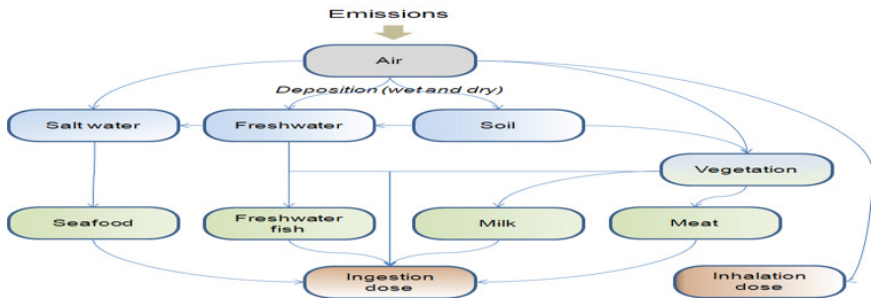 Emissions
Air
Deposition (wet and dry)
Salt water
Freshwater
Soil
Vegetation
Seafood
Freshwater
fish
Milk
Meat
Ingestion
dose
Inhalation
dose